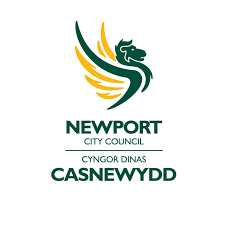 NEWPORT
CITY COUNCIL
CYNGOR DINAS
CASNEWYDD